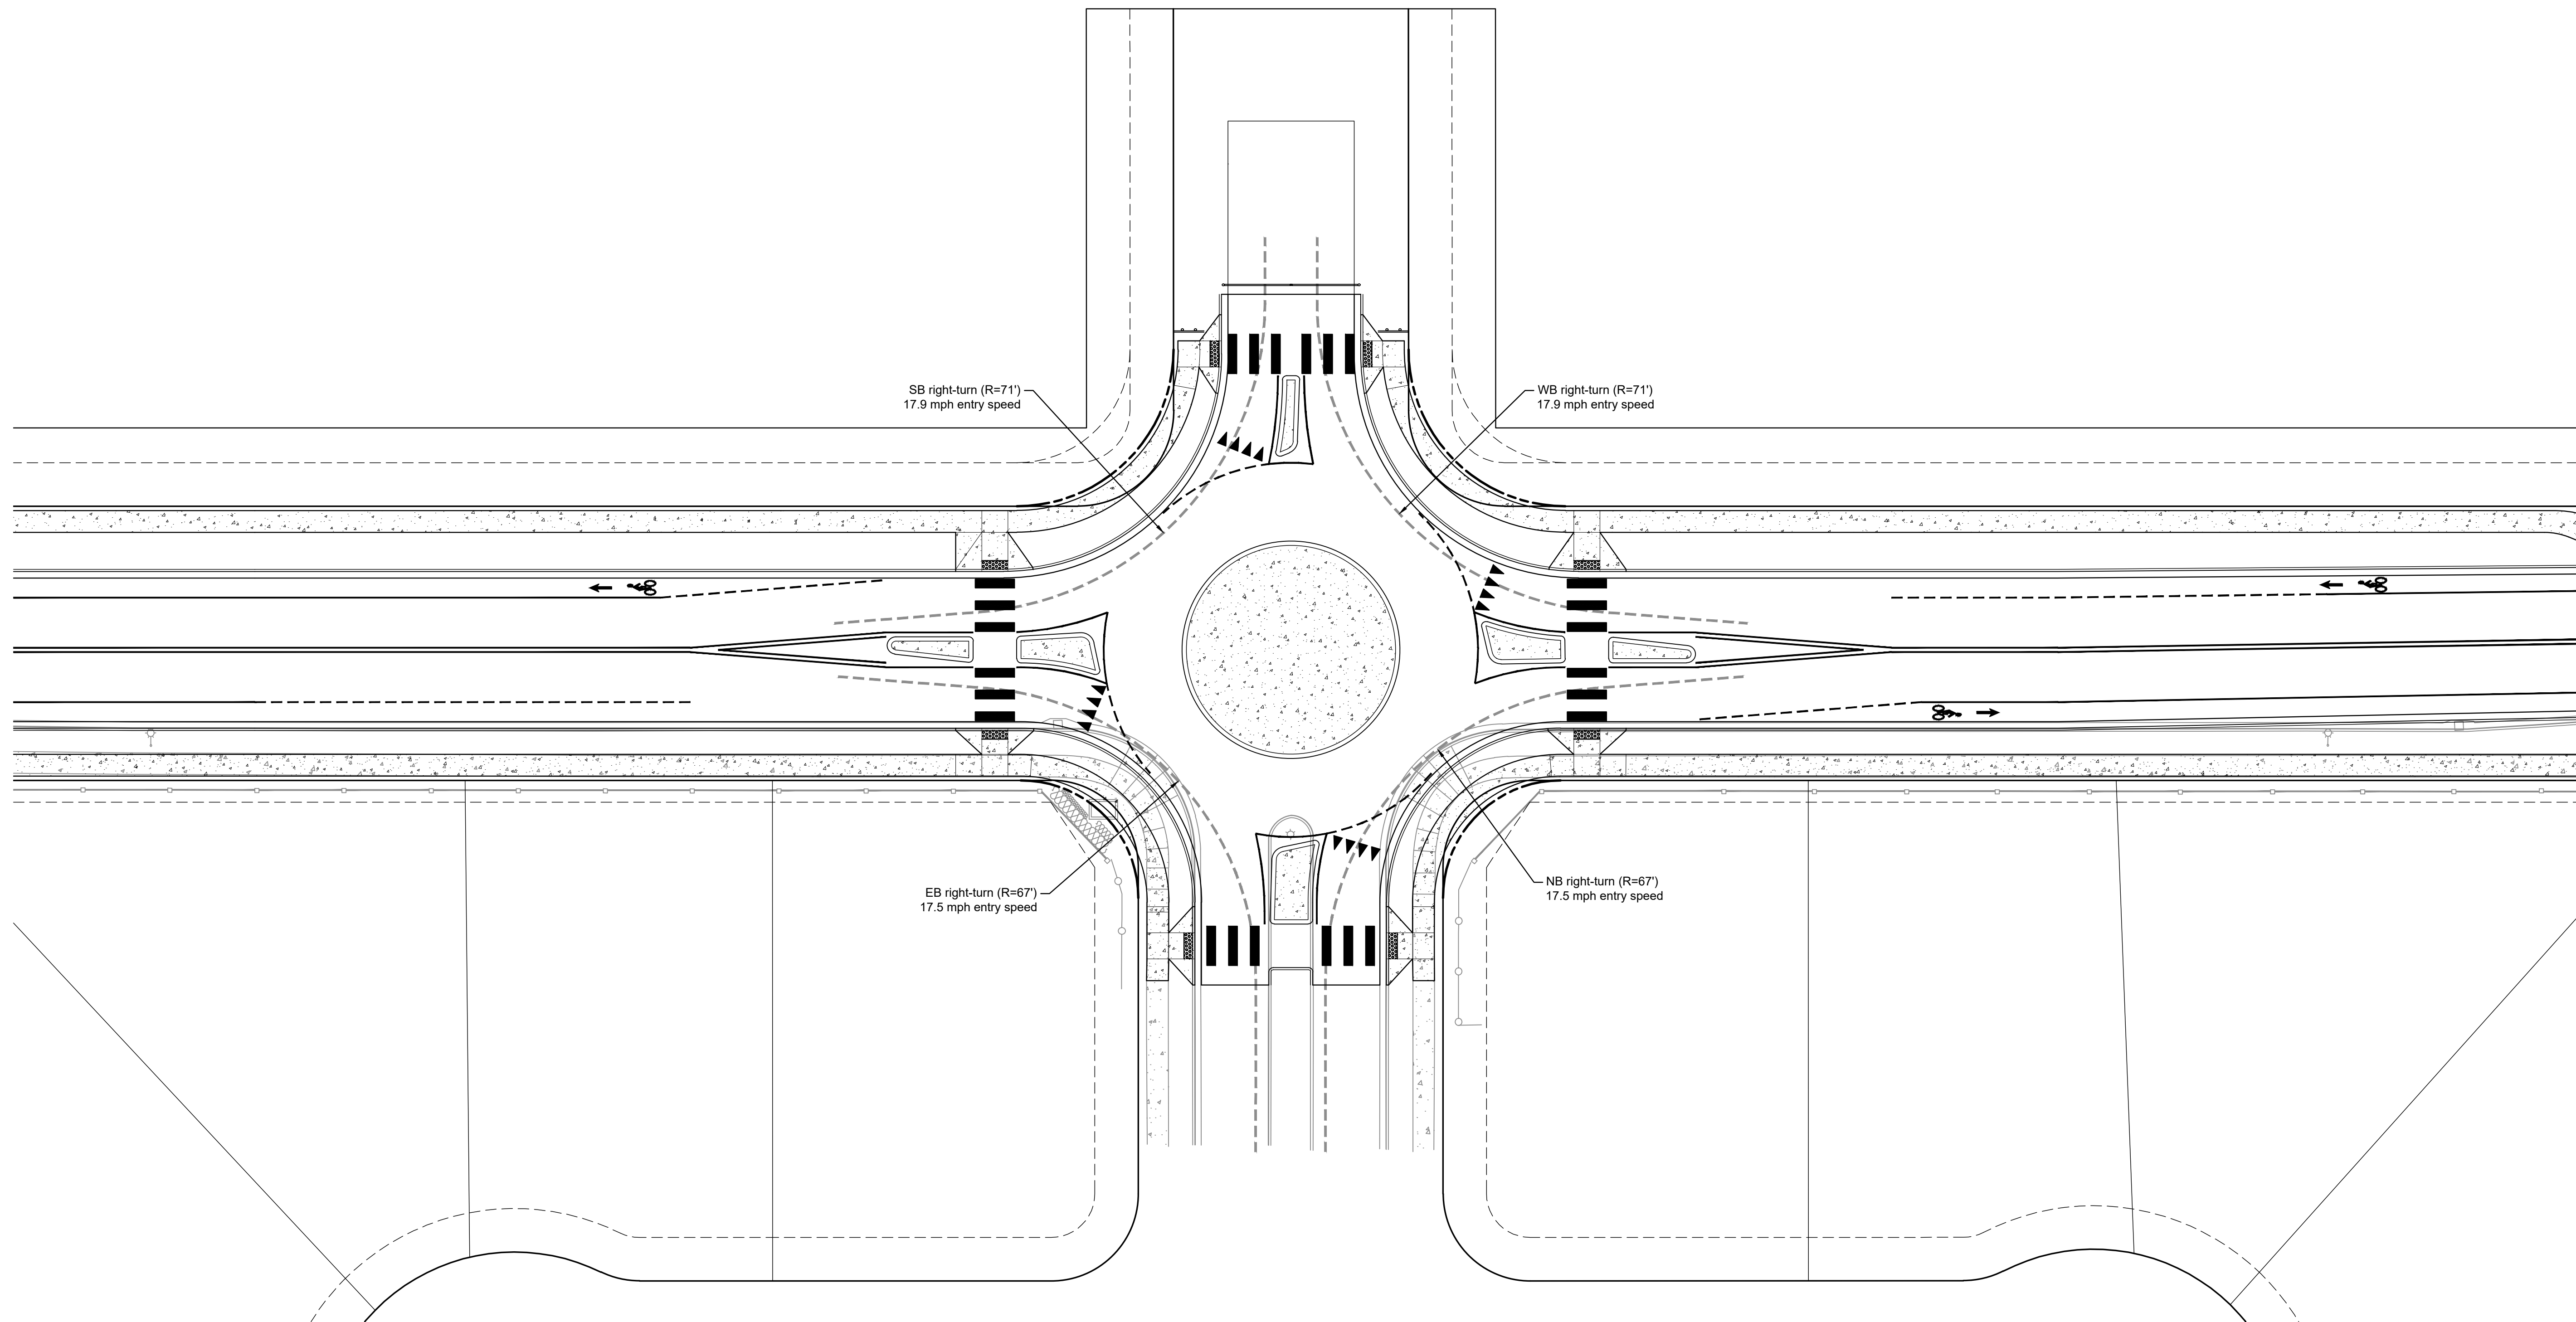 SB right-turn (R=71')
17.9 mph entry speed
WB right-turn (R=71')
17.9 mph entry speed
EB right-turn (R=67')
17.5 mph entry speed
NB right-turn (R=67')
17.5 mph entry speed